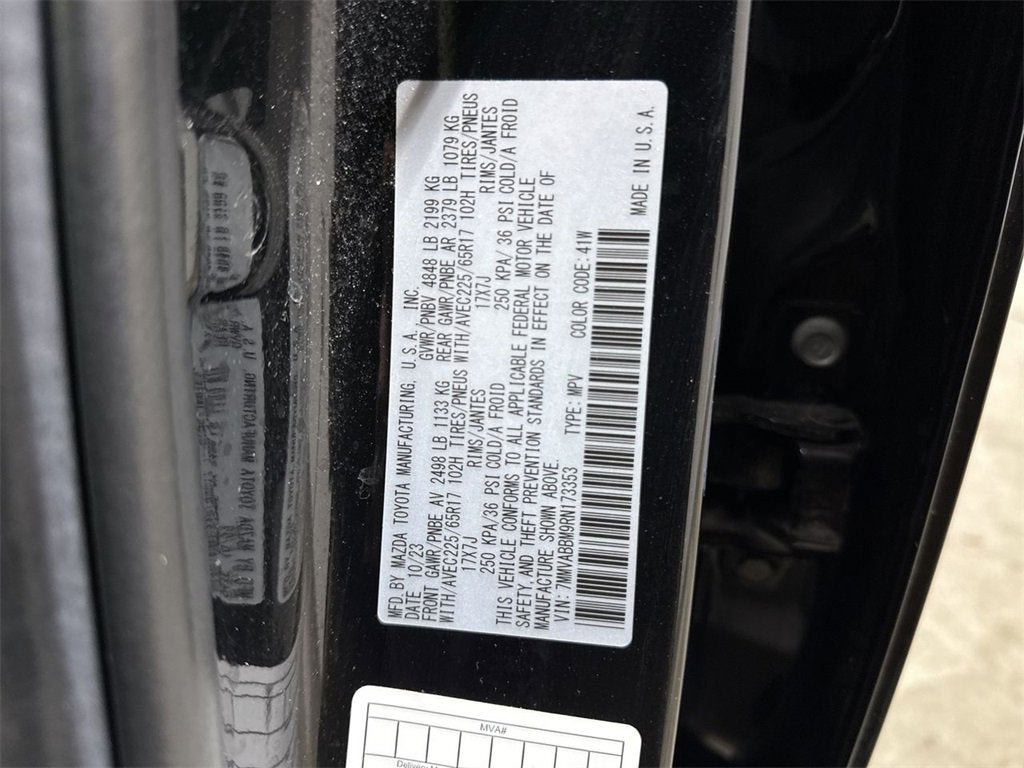 MFD. BY MAZDA TOYOTA MANUFACTURING, U.S.A., INC.
DATE 10/23 GVWR/PNBV 4848 LB 2199 KG
FRONT GAWR/PNBE AV 2498 LB 1133 KG REAR GAWR/PNBE AR 2379 LB 1079 KG
WITH/AVEC225/65R17 102H TIRES/PNEUS WITH/AVEC225/65R17 102H TIRES/PNEUS
17X7J RIMS/JANTES 17X7J RIMS/JANTES
250 KPA/36 PSI COLD/A FROID 250 KPA/36 PSI COLD/A FROID
THIS VEHICLE CONFORMS TO ALL APPLICABLE FEDERAL MOTOR VEHICLE
SAFETY, AND THEFT PREVENTION STANDARDS IN EFFECT ON THE DATE OF
MANUFACTURE SHOWN ABOVE.
VIN: 7MMVABBM9RN173353 TYPE: MPV COLOR CODE: 41W
MADE IN U.S.A.
MVA#